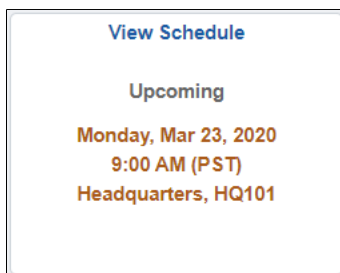 View Schedule
Upcoming
Monday, Mar 23, 2020
9:00 AM (PST)
Headquarters, HQ101